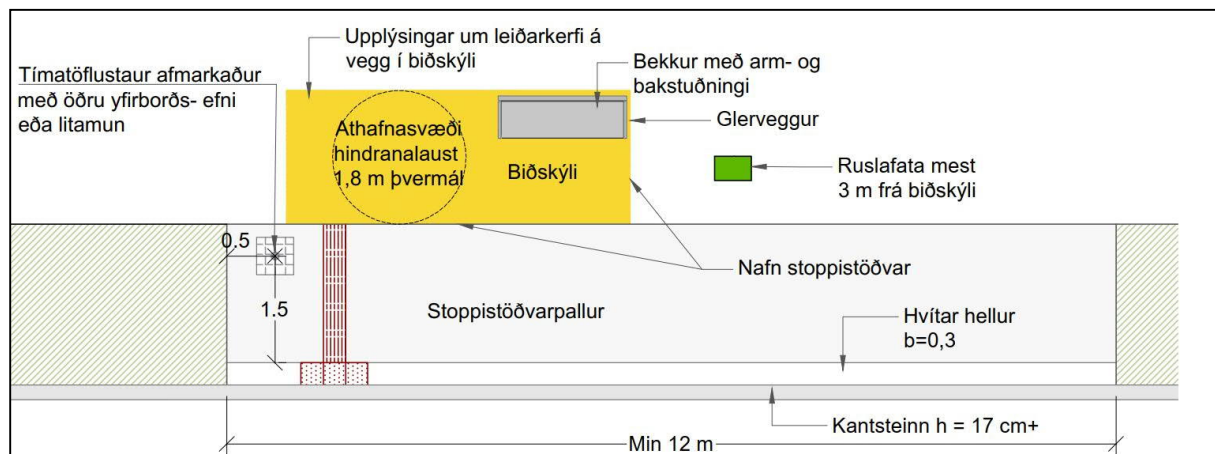 Upplýsingar um leiðarkerfi á
vegg í biðskýli
Tímatöflustaur afmarkaður
með öðru yfirborðs- efni
eða litamun
Bekkur með arm- og
bakstuðningi
Glerveggur
Athafnasvæði
hindranalaust
1,8 m þvermál
Biðskýli
Ruslafata mest
3 m frá biðskýli
0.5
1.5
Nafn stoppistöðvar
Stoppistöðvarpallur
Hvítar hellur
b=0,3
Kantsteinn h = 17 cm+
Min 12 m